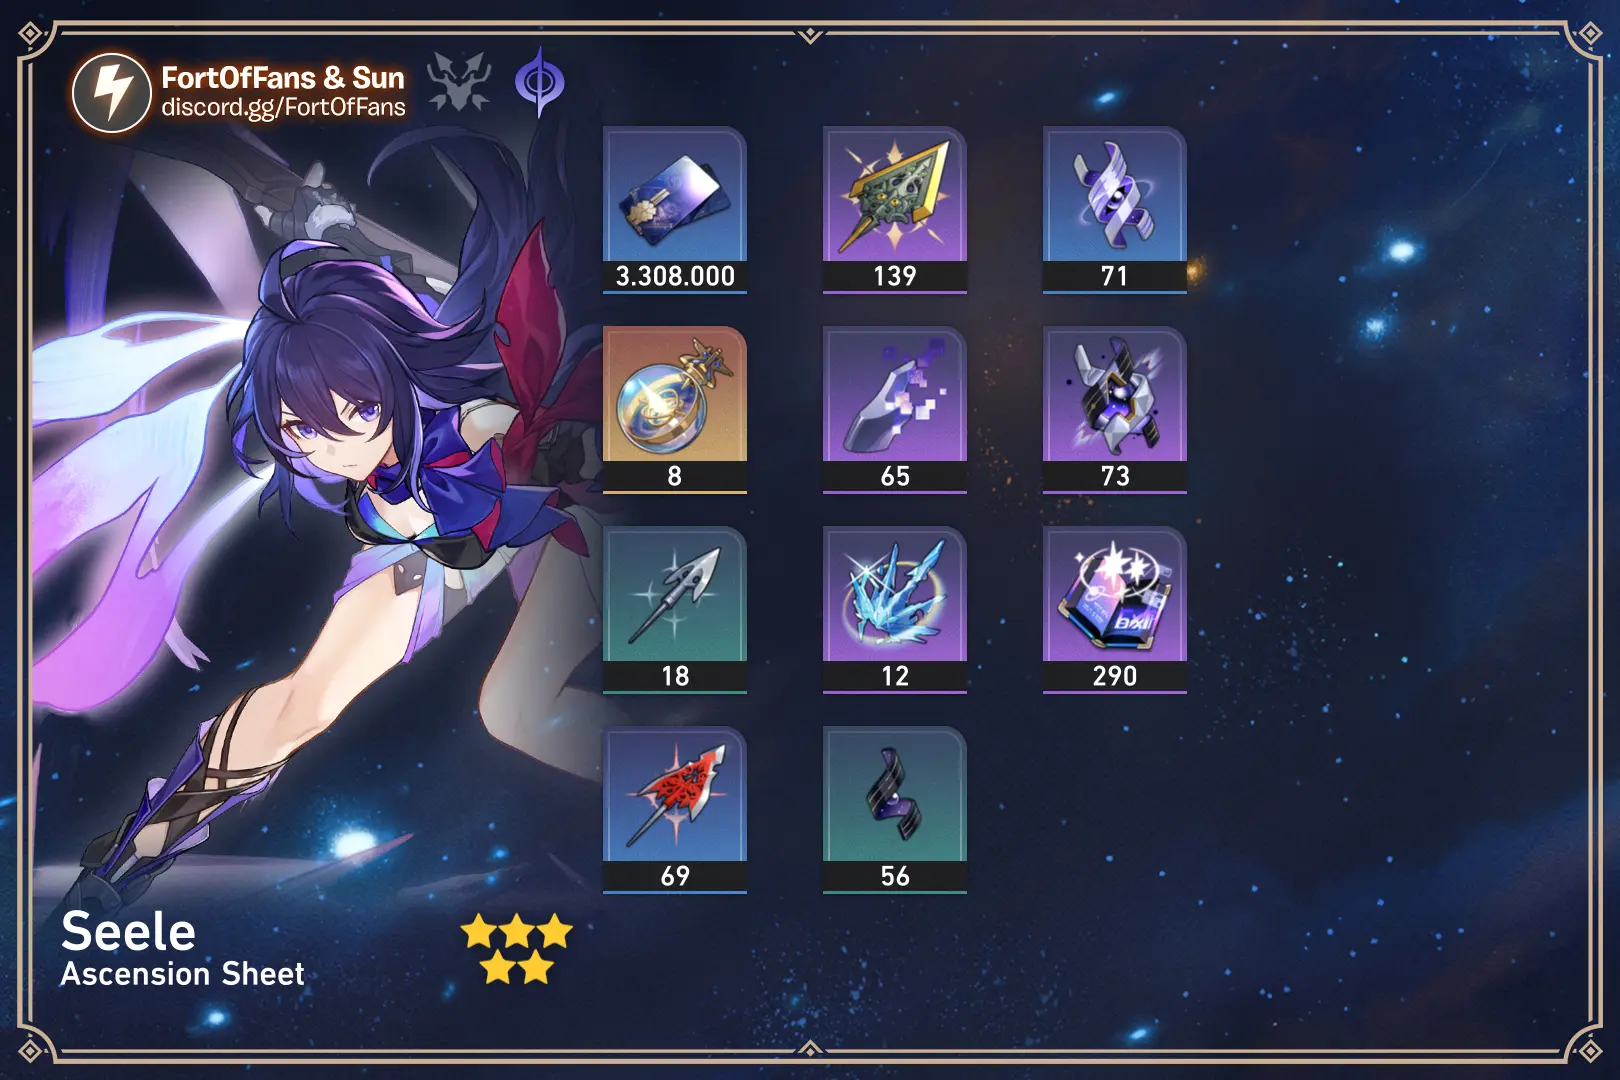 FortOfFans & Sun
discord.gg/FortOfFans
3.308.000
139
71
8
65
73
18
12
290
69
56
Seele
Ascension Sheet